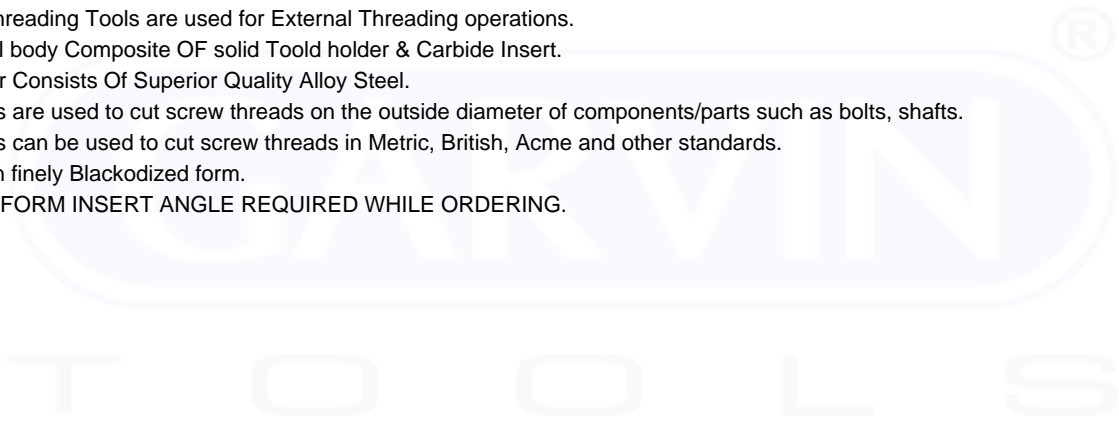 hreading Tools are used for External Threading operations.
l body Composite OF solid Toold holder & Carbide Insert.
r Consists Of Superior Quality Alloy Steel.
s are used to cut screw threads on the outside diameter of components/parts such as bolts, shafts.
s can be used to cut screw threads in Metric, British, Acme and other standards.
n finely Blackodized form.
FORM INSERT ANGLE REQUIRED WHILE ORDERING.
GARVIN ®
TOOLS